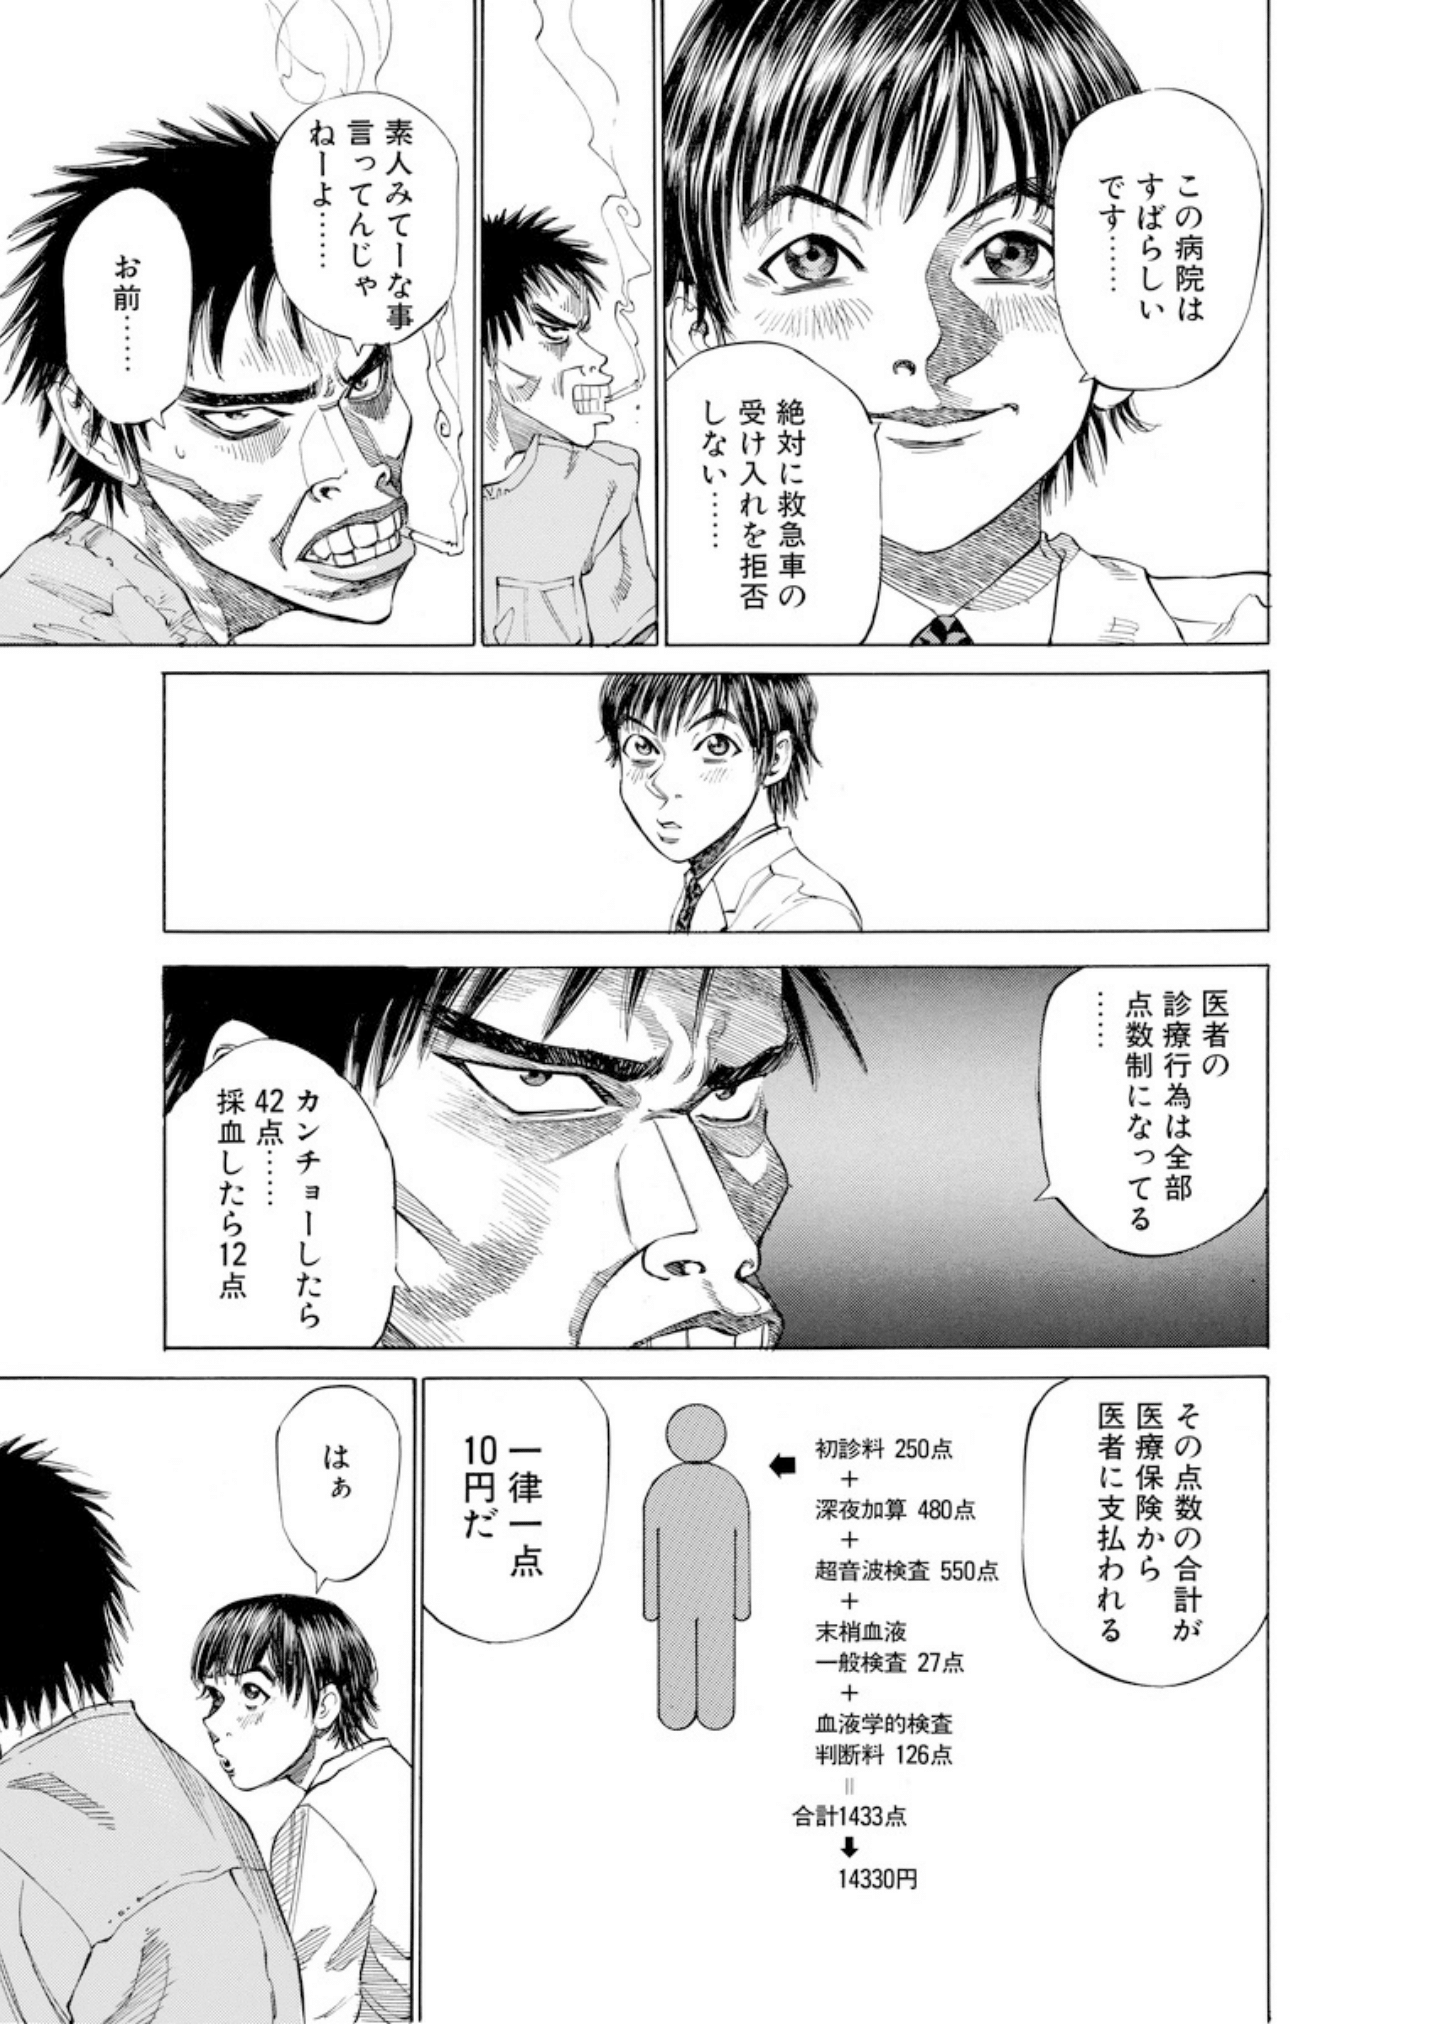 この病院は
すばらしい
です……
絶対に救急車の
受け入れを拒否
しない……
素人みてーな事
言ってんじゃ
ねーよ……
お前……
医者の
診療行為は全部
点数制になってる
……
カンチョーしたら
42点……
採血したら12点
その点数の合計が
医療保険から
医者に支払われる
初診料 250点
+
深夜加算 480点
+
超音波検査 550点
+
末梢血液
一般検査 27点
+
血液学的検査
判断料 126点
=
合計1433点
⬇
14330円
⬅
一律一点
10円だ
はぁ